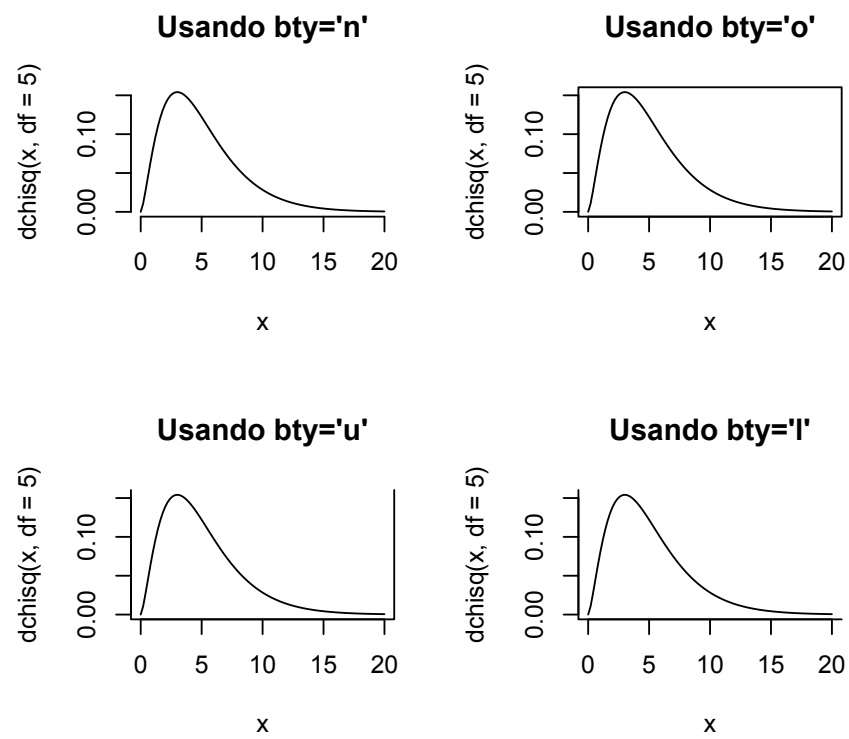 Usando bty='n'
dchisq(x, df = 5)
0.10
0.00
0 5 10 15 20
x
Usando bty='o'
dchisq(x, df = 5)
0.10
0.00
0 5 10 15 20
x
Usando bty='u'
dchisq(x, df = 5)
0.10
0.00
0 5 10 15 20
x
Usando bty='l'
dchisq(x, df = 5)
0.10
0.00
0 5 10 15 20
x